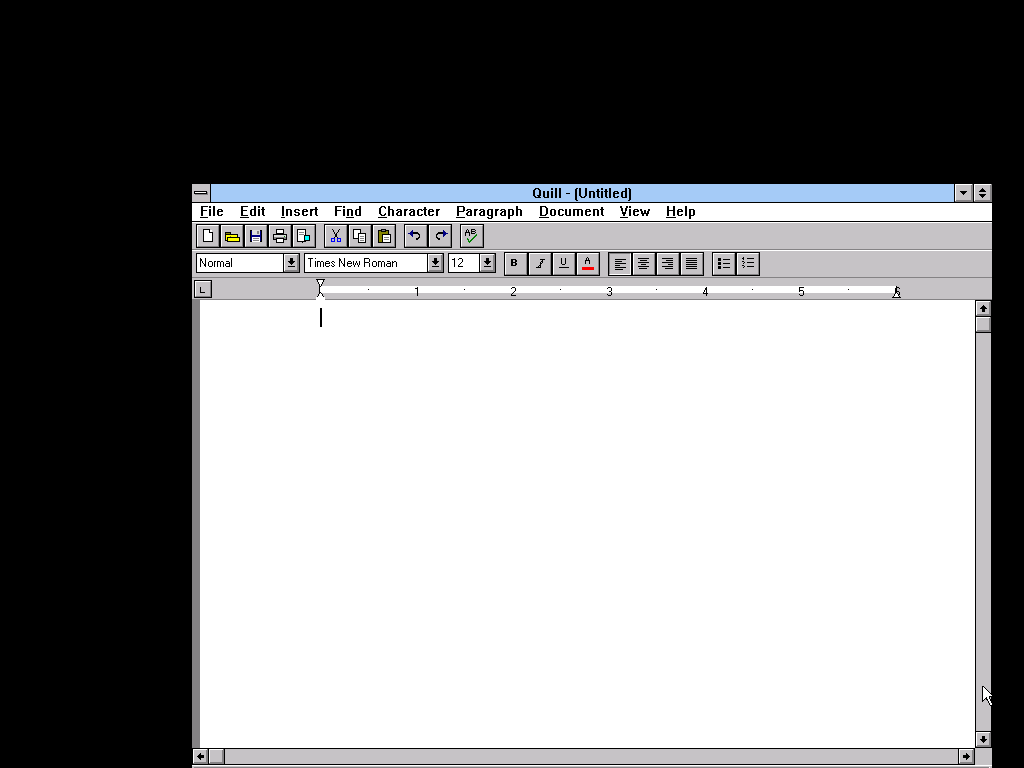 Quill - (Untitled)
File Edit Insert Find Character Paragraph Document View Help
AB
Normal Times New Roman 12 B I U A
L 1 2 3 4 5 6